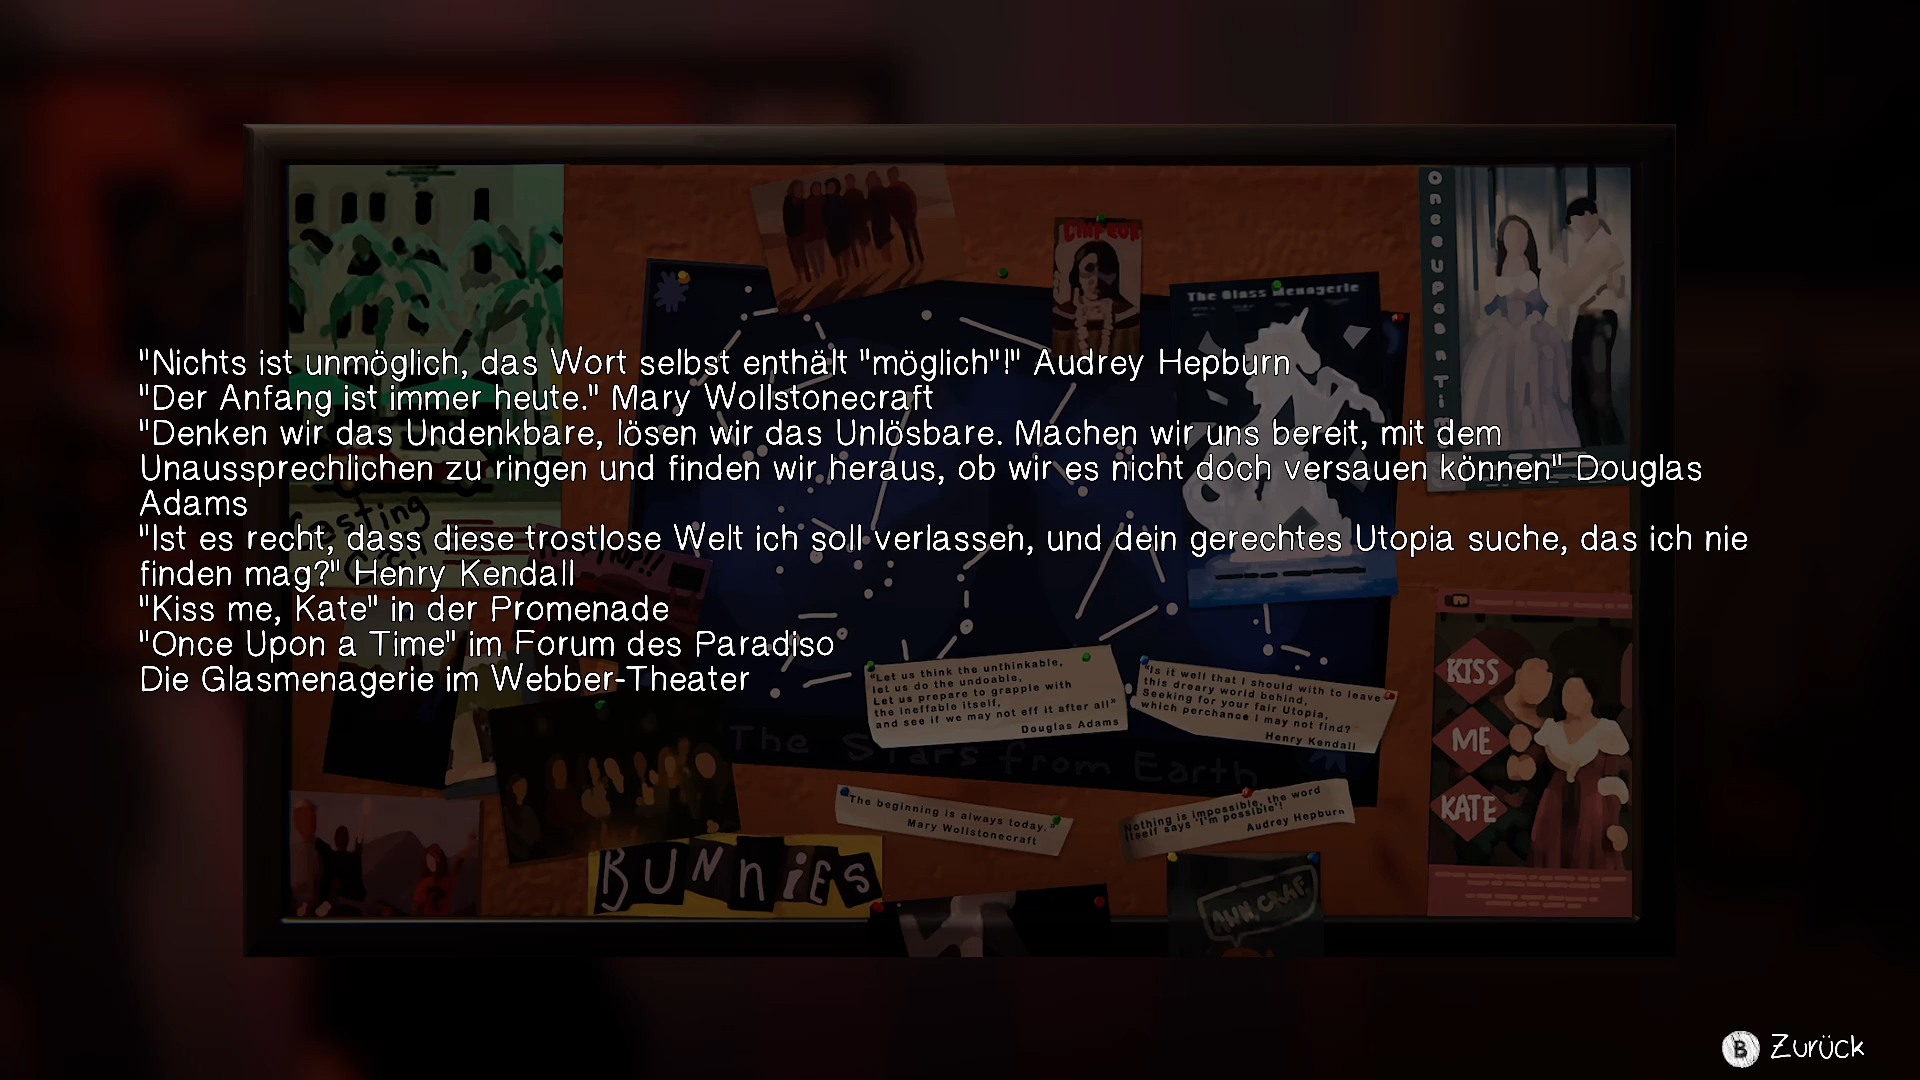 "Nichts ist unmöglich, das Wort selbst enthält "möglich"!" Audrey Hepburn
"Der Anfang ist immer heute." Mary Wollstonecraft
"Denken wir das Undenkbare, lösen wir das Unlösbare. Machen wir uns bereit, mit dem
Unaussprechlichen zu ringen und finden wir heraus, ob wir es nicht doch versauen können" Douglas
Adams
"Ist es recht, dass diese trostlose Welt ich soll verlassen, und dein gerechtes Utopia suche, das ich nie
finden mag?" Henry Kendall
"Kiss me, Kate" in der Promenade
"Once Upon a Time" im Forum des Paradiso
Die Glasmenagerie im Webber-Theater
The Glass Menagerie
Once Upon a
Casting
"Let us think the unthinkable,
let us do the undoable,
Let us prepare to grapple with
the ineffable itself,
and see if we may not eff it after all"
Douglas Adams
"Is it well that I should with to leave
this dreary world behind,
Seeking for your fair Utopia,
which perchance I may not find?
Henry Kendall
The Stars from Earth
"The beginning is always today."
Mary Wollstonecraft
Nothing is impossible, the word
itself says 'I'm possible'!
Audrey Hepburn
KISS
ME
KATE
BUNNiES
Zurück
B